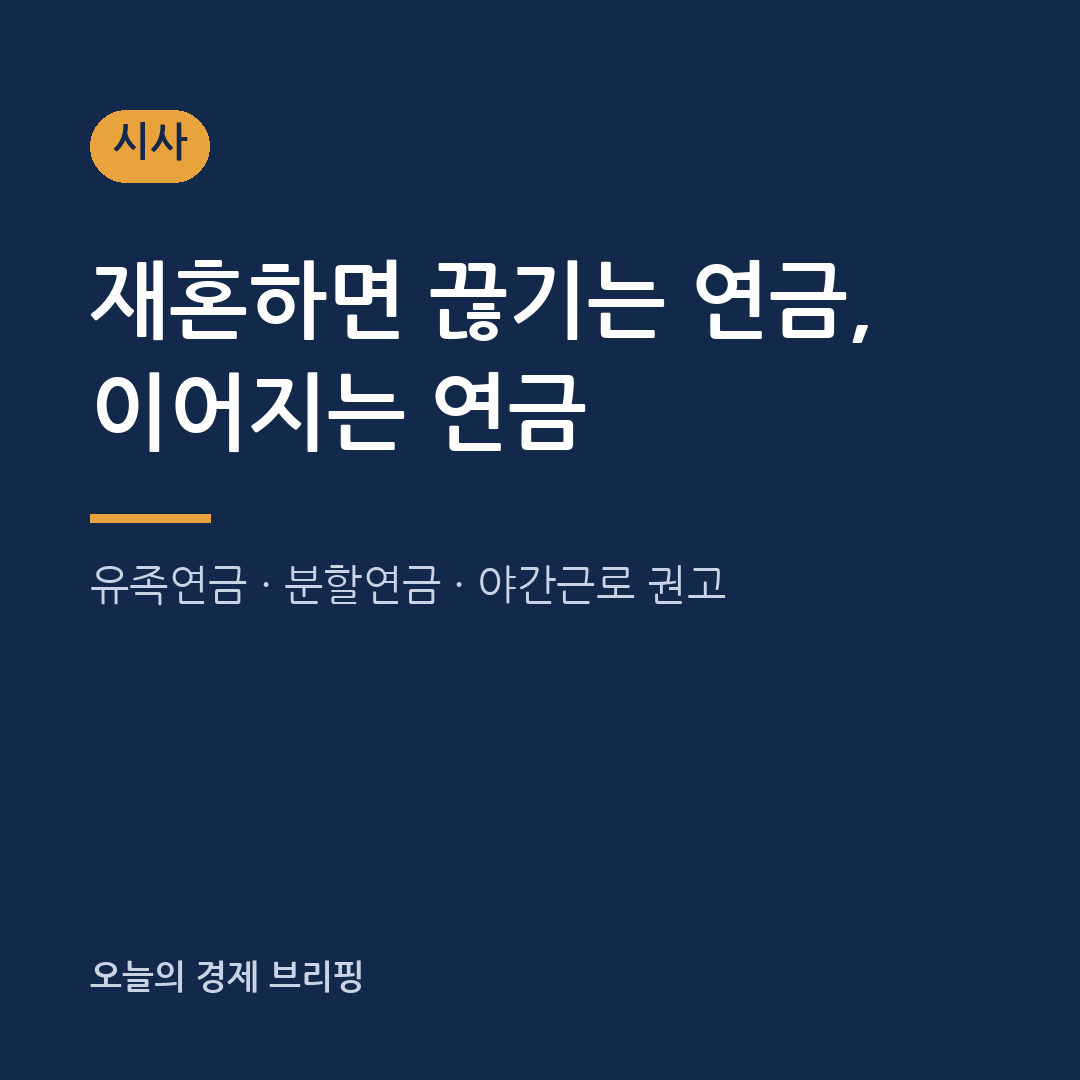 시사
재혼하면 끊기는 연금,
이어지는 연금
유족연금 · 분할연금 · 야간근로 권고
오늘의 경제 브리핑